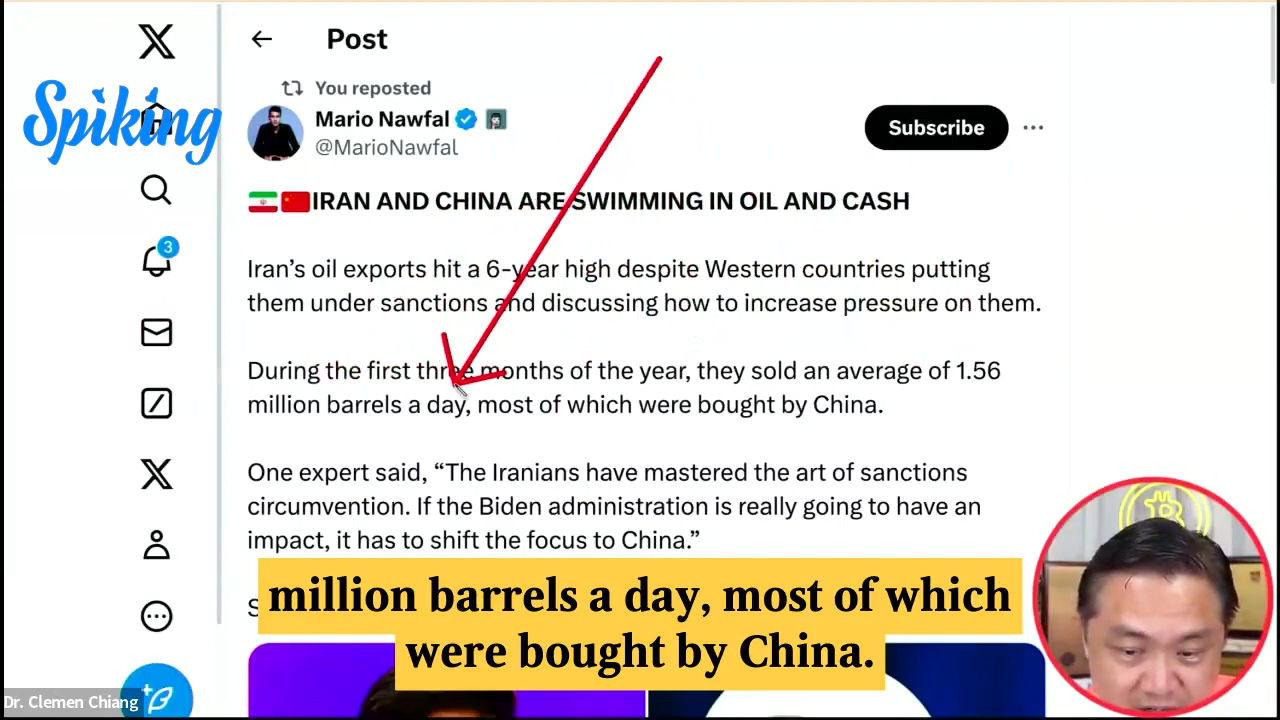 Post
You reposted
Spiking
Mario Nawfal
@MarioNawfal
Subscribe
3
🇮🇷🇨🇳IRAN AND CHINA ARE SWIMMING IN OIL AND CASH
Iran’s oil exports hit a 6-year high despite Western countries putting
them under sanctions and discussing how to increase pressure on them.
During the first three months of the year, they sold an average of 1.56
million barrels a day, most of which were bought by China.
One expert said, “The Iranians have mastered the art of sanctions
circumvention. If the Biden administration is really going to have an
impact, it has to shift the focus to China.”
million barrels a day, most of which
were bought by China.
Dr. Clemen Chiang